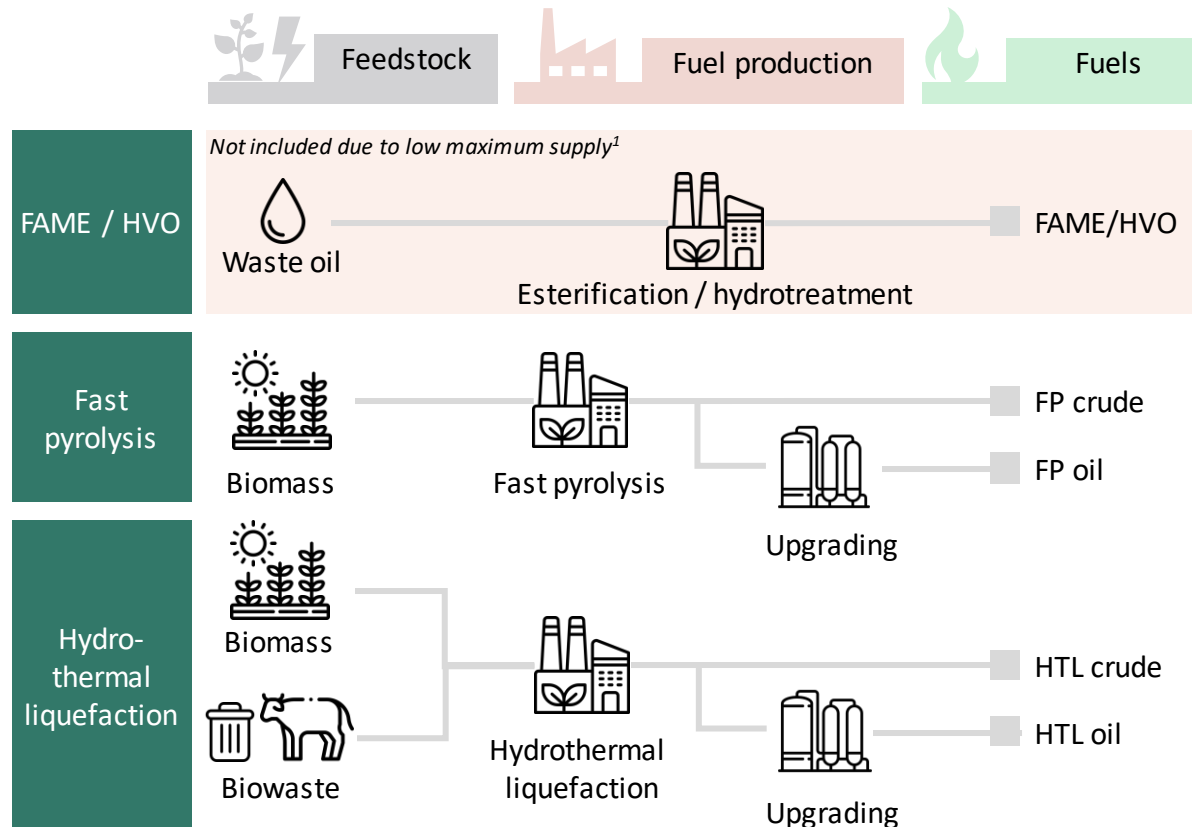 Feedstock
Fuel production
Fuels
FAME / HVO
Not included due to low maximum supply¹
Waste oil
Esterification / hydrotreatment
FAME/HVO
Fast
pyrolysis
Biomass
Fast pyrolysis
Upgrading
FP crude
FP oil
Hydro-
thermal
liquefaction
Biomass
Biowaste
Hydrothermal
liquefaction
Upgrading
HTL crude
HTL oil